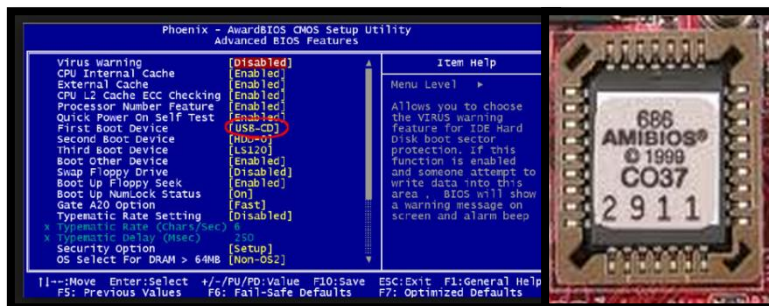 Phoenix - AwardBIOS CMOS Setup Utility
Advanced BIOS Features
Virus Warning [Disabled]
CPU Internal Cache [Enabled]
External Cache [Enabled]
CPU L2 Cache ECC Checking [Enabled]
Processor Number Feature [Enabled]
Quick Power On Self Test [Enabled]
First Boot Device [USB-CD]
Second Boot Device [HDD-0]
Third Boot Device [LS120]
Boot Other Device [Enabled]
Swap Floppy Drive [Disabled]
Boot Up Floppy Seek [Enabled]
Boot Up NumLock Status [On]
Gate A20 Option [Fast]
Typematic Rate Setting [Disabled]
x Typematic Rate (Chars/Sec) 6
x Typematic Delay (Msec) 250
Security Option [Setup]
OS Select For DRAM > 64MB [Non-OS2]
Item Help
Menu Level ►
Allows you to choose
the VIRUS warning
feature for IDE Hard
Disk boot sector
protection. If this
function is enabled
and someone attempt to
write data into this
area , BIOS will show
a warning message on
screen and alarm beep
↑↓→←:Move Enter:Select +/-/PU/PD:Value F10:Save ESC:Exit F1:General Help
F5: Previous Values F6: Fail-Safe Defaults F7: Optimized Defaults
686
AMIBIOS®
© 1999
CO37
2911